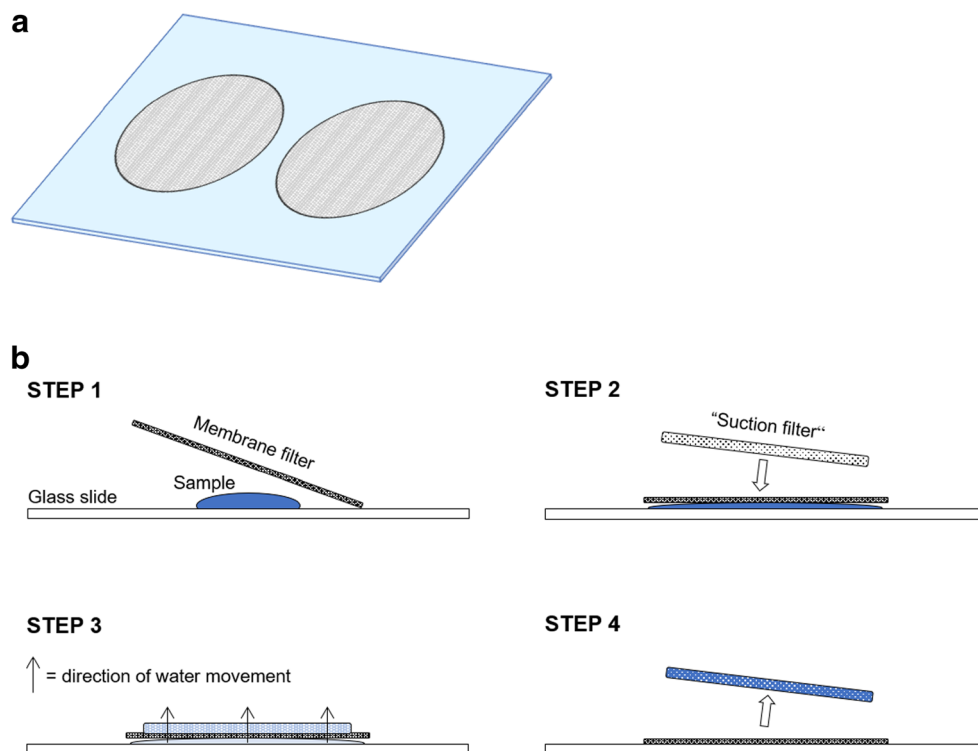 a
b
STEP 1
Membrane filter
Sample
Glass slide
STEP 2
“Suction filter“
STEP 3
= direction of water movement
STEP 4